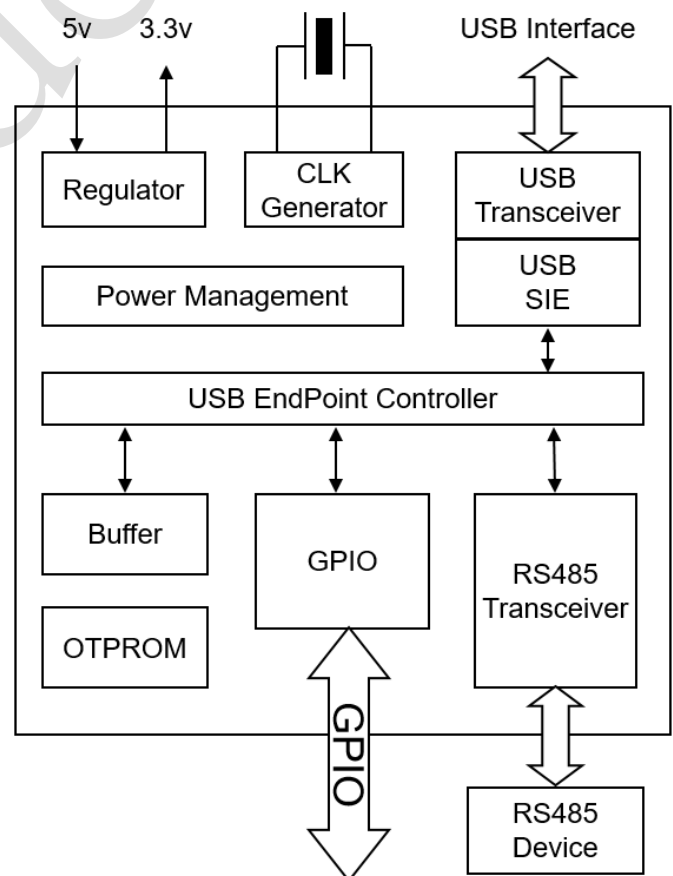 5v
3.3v
USB Interface
Regulator
CLK
Generator
USB
Transceiver
USB
SIE
Power Management
USB EndPoint Controller
Buffer
GPIO
RS485
Transceiver
OTPROM
GPIO
RS485
Device